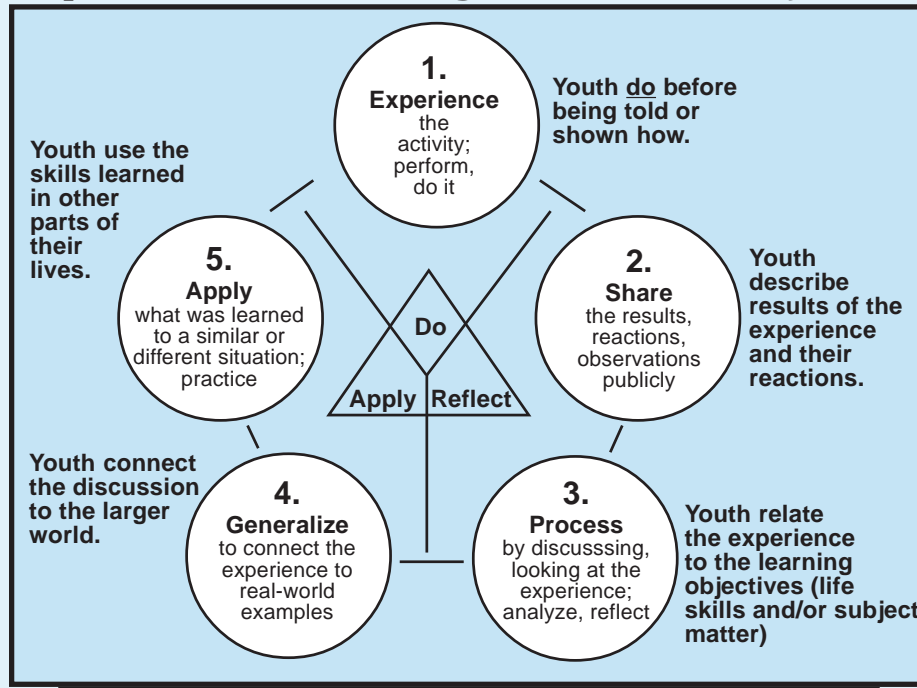 1.
Experience
the
activity;
perform,
do it
Youth do before
being told or
shown how.
2.
Share
the results,
reactions,
observations
publicly
Youth
describe
results of the
experience
and their
reactions.
3.
Process
by discusssing,
looking at the
experience;
analyze, reflect
Youth relate
the experience
to the learning
objectives (life
skills and/or subject
matter)
4.
Generalize
to connect the
experience to
real-world
examples
Youth connect
the discussion
to the larger
world.
5.
Apply
what was learned
to a similar or
different situation;
practice
Youth use the
skills learned
in other
parts of
their
lives.
Do
Apply Reflect